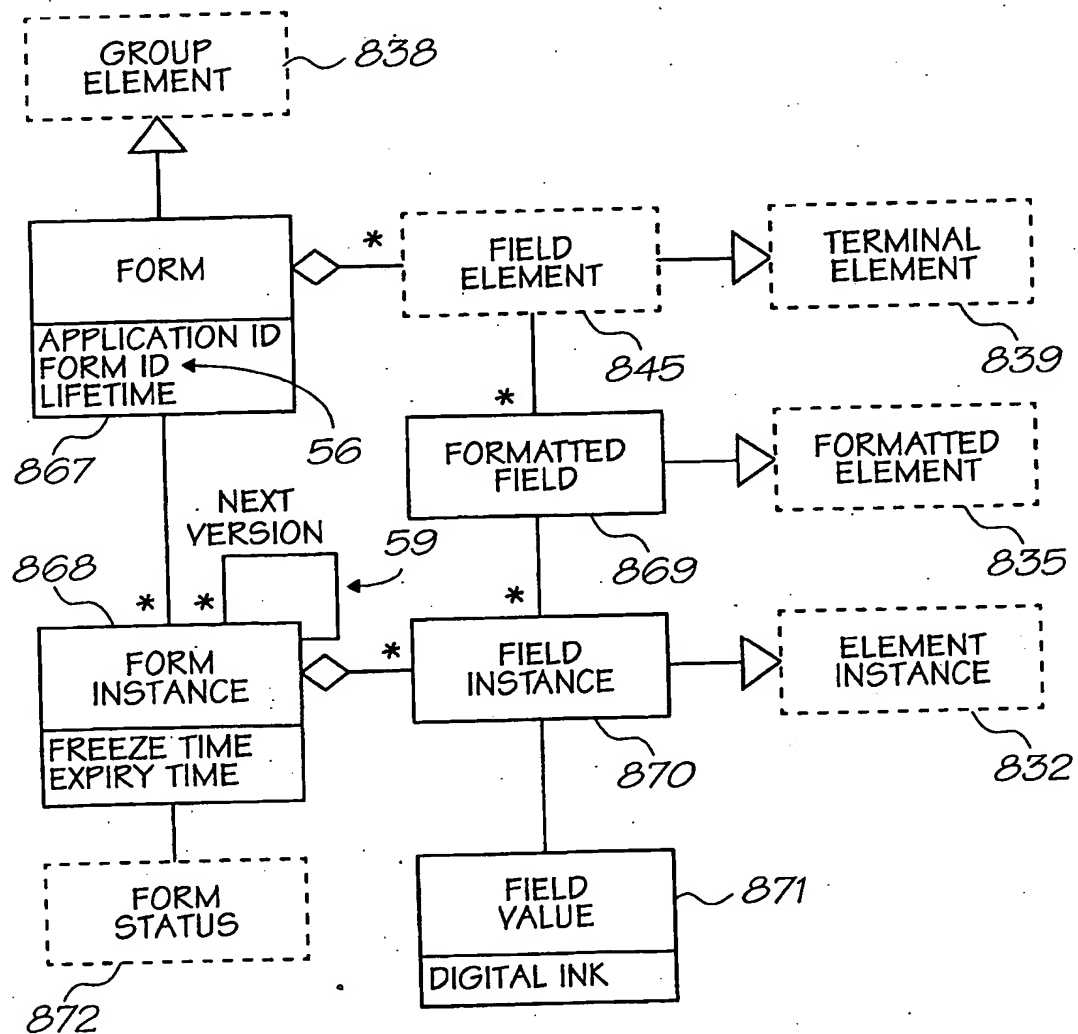 GROUP
ELEMENT
838
FORM
*
FIELD
ELEMENT
TERMINAL
ELEMENT
APPLICATION ID
FORM ID
LIFETIME
845
839
867
56
*
FORMATTED
FIELD
FORMATTED
ELEMENT
NEXT
VERSION
59
869
835
868
*
*
*
FORM
INSTANCE
*
FIELD
INSTANCE
ELEMENT
INSTANCE
FREEZE TIME
EXPIRY TIME
870
832
FORM
STATUS
FIELD
VALUE
871
DIGITAL INK
872